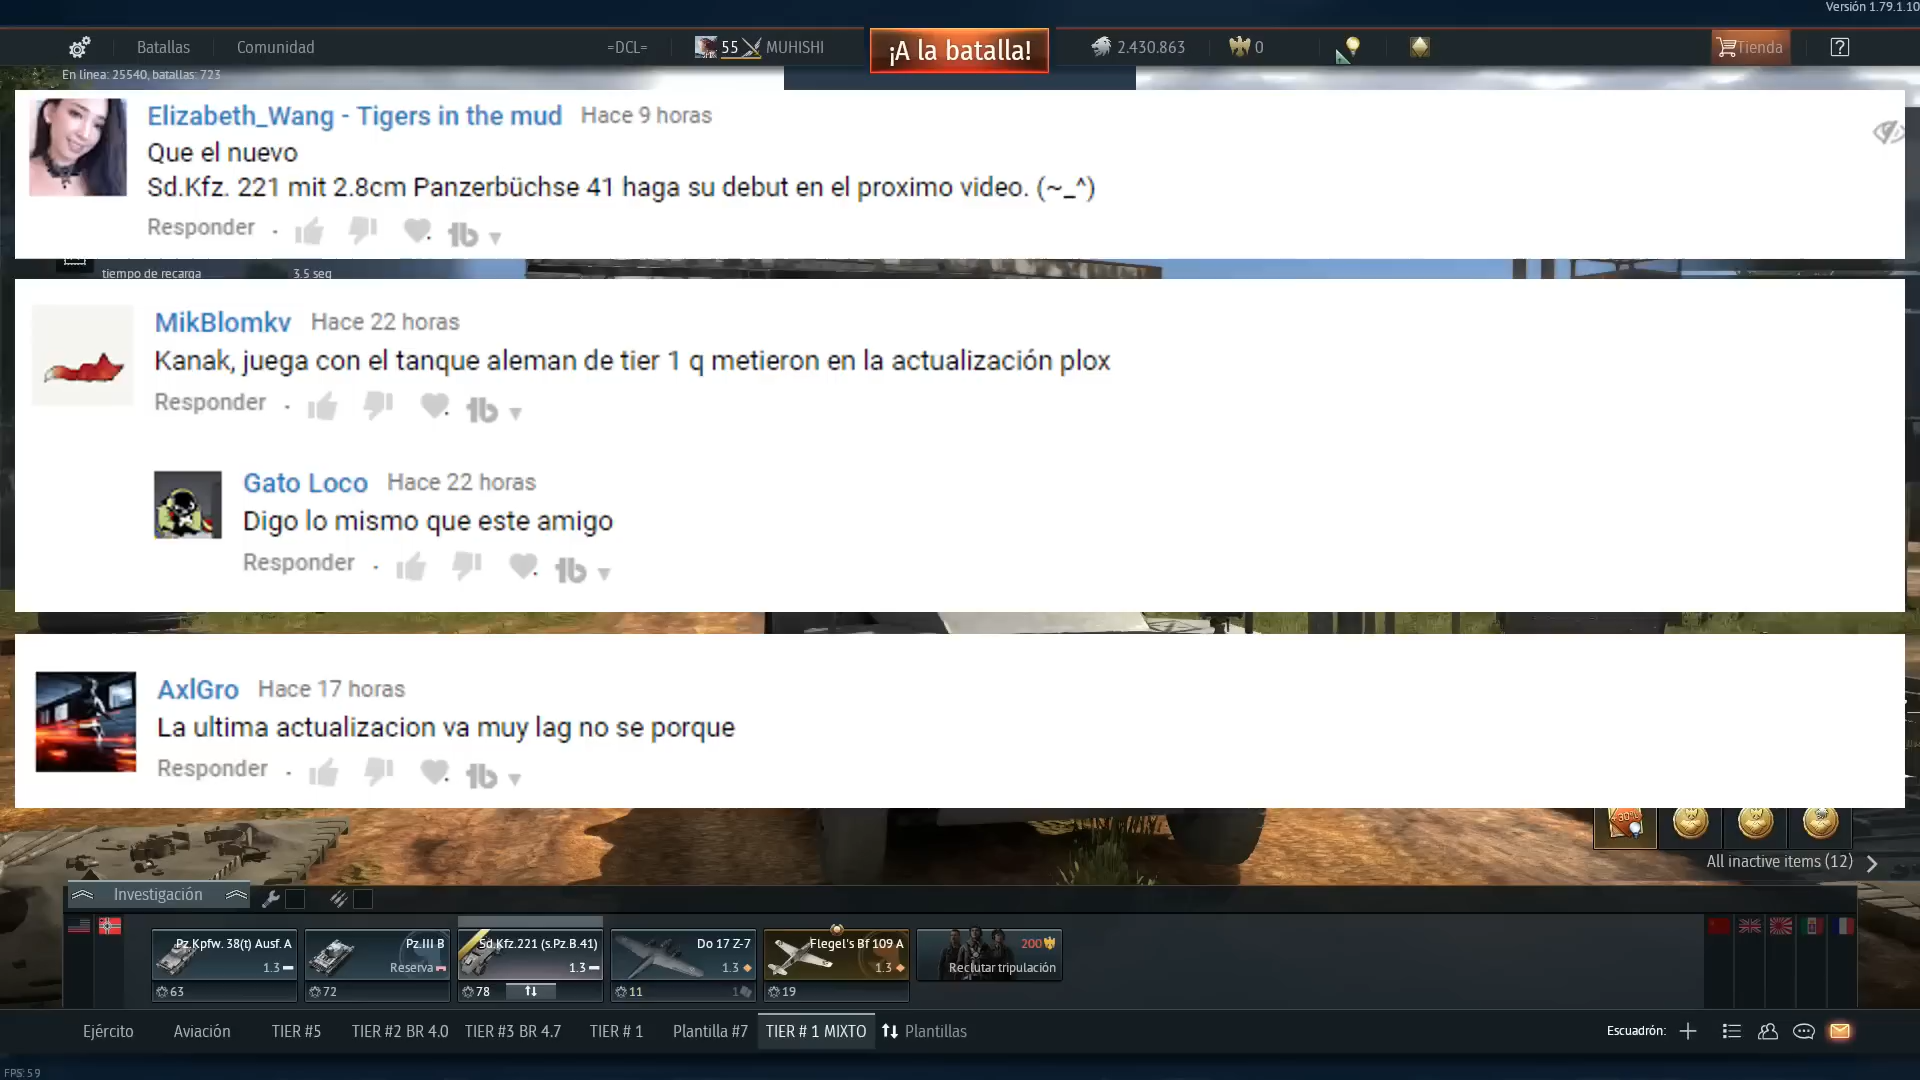 Versión 1.79.1.10
Batallas
Comunidad
=DCL=
55
MUHISHI
¡A la batalla!
2.430.863
0
Tienda
En línea: 25540, batallas: 723
Elizabeth_Wang - Tigers in the mud Hace 9 horas
Que el nuevo
Sd.Kfz. 221 mit 2.8cm Panzerbüchse 41 haga su debut en el proximo video. (~_^)
Responder
tiempo de recarga 3.5 seg
MikBlomkv Hace 22 horas
Kanak, juega con el tanque aleman de tier 1 q metieron en la actualización plox
Responder
Gato Loco Hace 22 horas
Digo lo mismo que este amigo
Responder
AxlGro Hace 17 horas
La ultima actualizacion va muy lag no se porque
Responder
All inactive items (12)
Investigación
Pz.Kpfw. 38(t) Ausf. A
1.3
63
Pz.III B
Reserva
72
Sd.Kfz.221 (s.Pz.B.41)
1.3
78
Do 17 Z-7
1.3
11
1
Flegel's Bf 109 A
1.3
19
200
Reclutar tripulación
Ejército
Aviación
TIER #5
TIER #2 BR 4.0
TIER #3 BR 4.7
TIER # 1
Plantilla #7
TIER # 1 MIXTO
Plantillas
Escuadrón:
FPS: 59